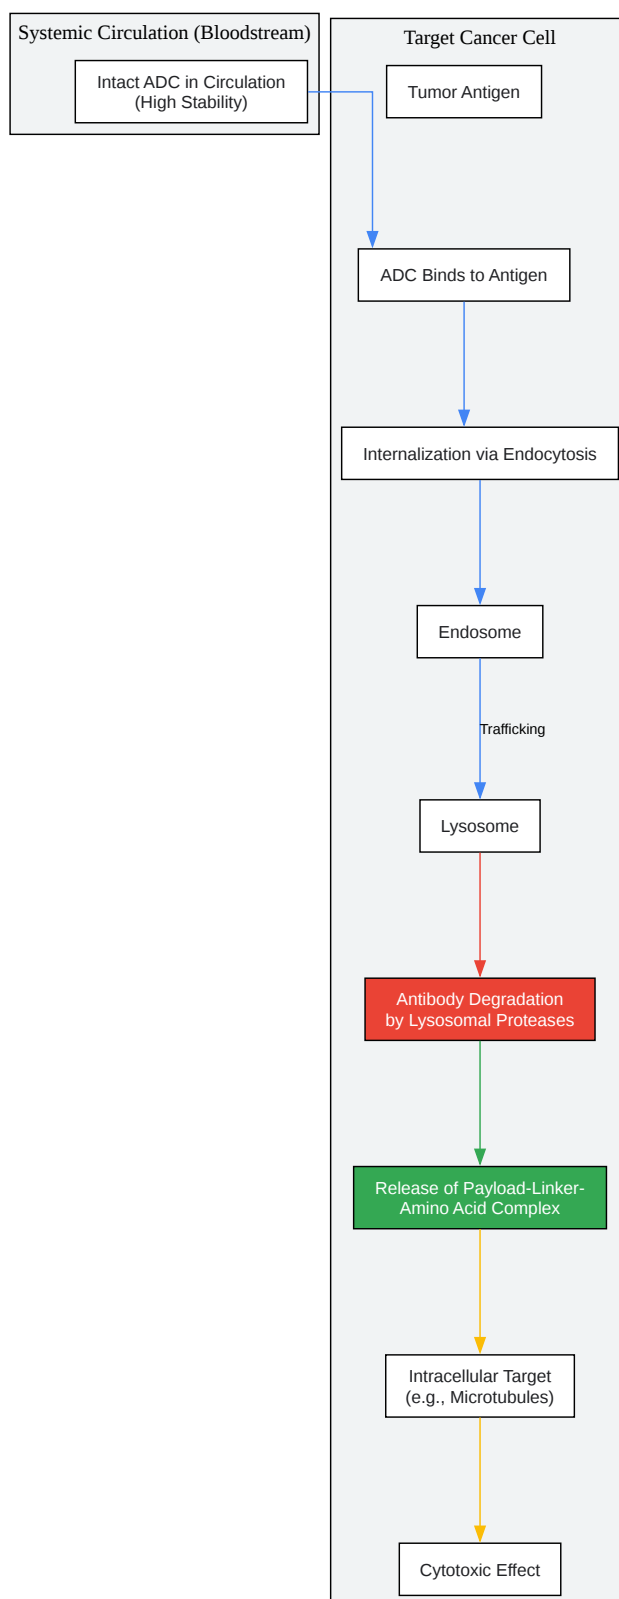 Systemic Circulation (Bloodstream)
Intact ADC in Circulation
(High Stability)
Target Cancer Cell
Tumor Antigen
ADC Binds to Antigen
Internalization via Endocytosis
Endosome
Trafficking
Lysosome
Antibody Degradation
by Lysosomal Proteases
Release of Payload-Linker-
Amino Acid Complex
Intracellular Target
(e.g., Microtubules)
Cytotoxic Effect